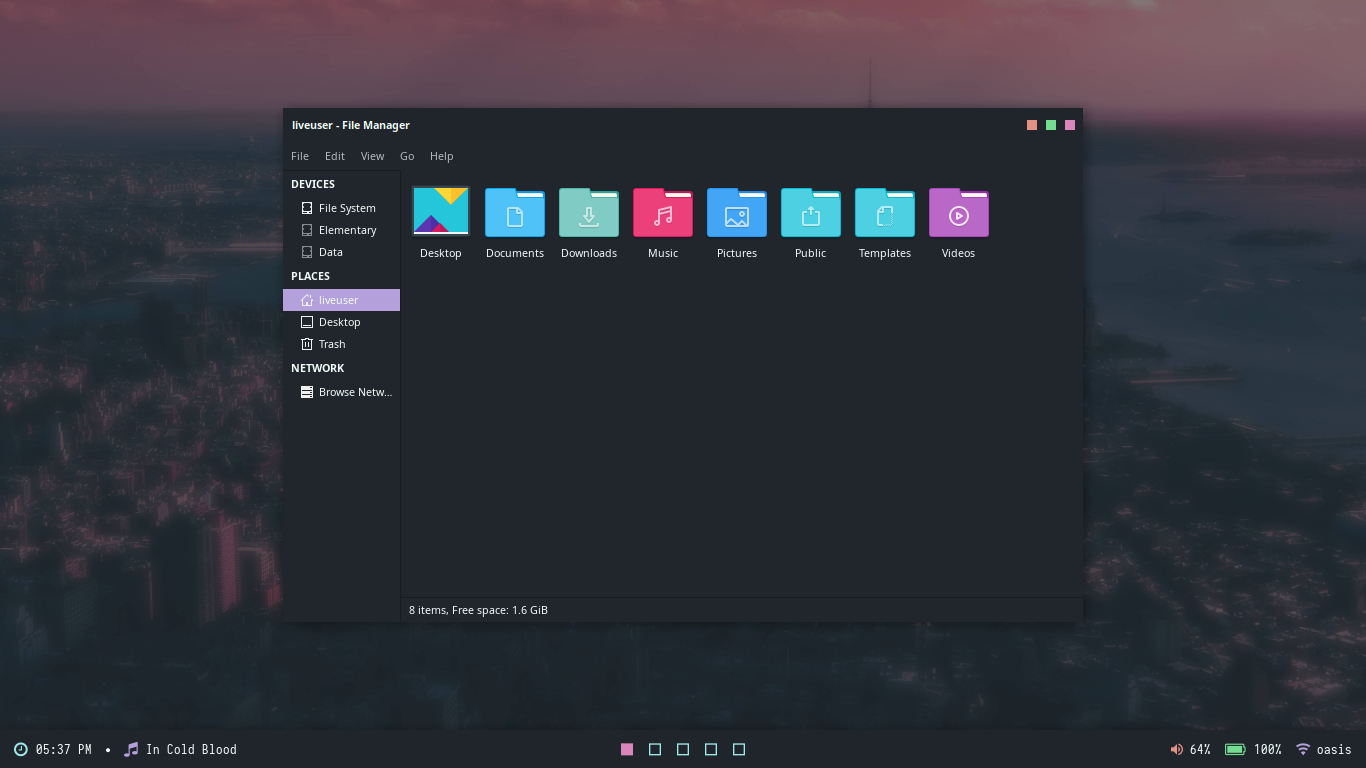 liveuser - File Manager
File Edit View Go Help
DEVICES
File System
Elementary
Data
PLACES
liveuser
Desktop
Trash
NETWORK
Browse Netw...
Desktop Documents Downloads Music Pictures Public Templates Videos
8 items, Free space: 1.6 GiB
05:37 PM • In Cold Blood 64% 100% oasis